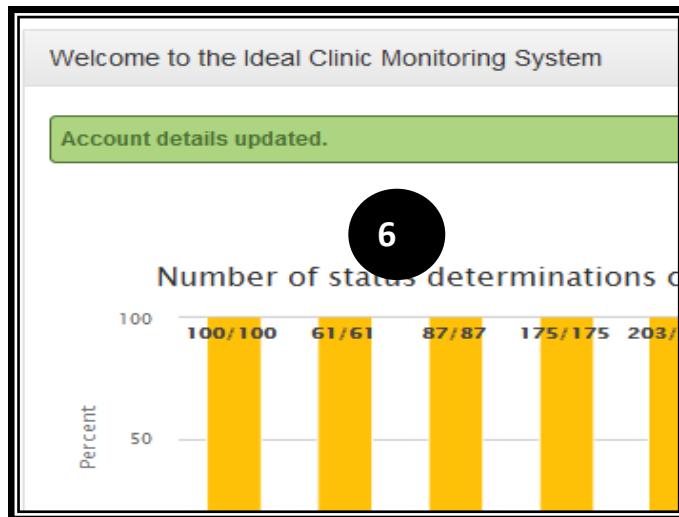 Welcome to the Ideal Clinic Monitoring System
Account details updated.
6
Number of status determinations
100
100/100 61/61 87/87 175/175 203/
50
Percent